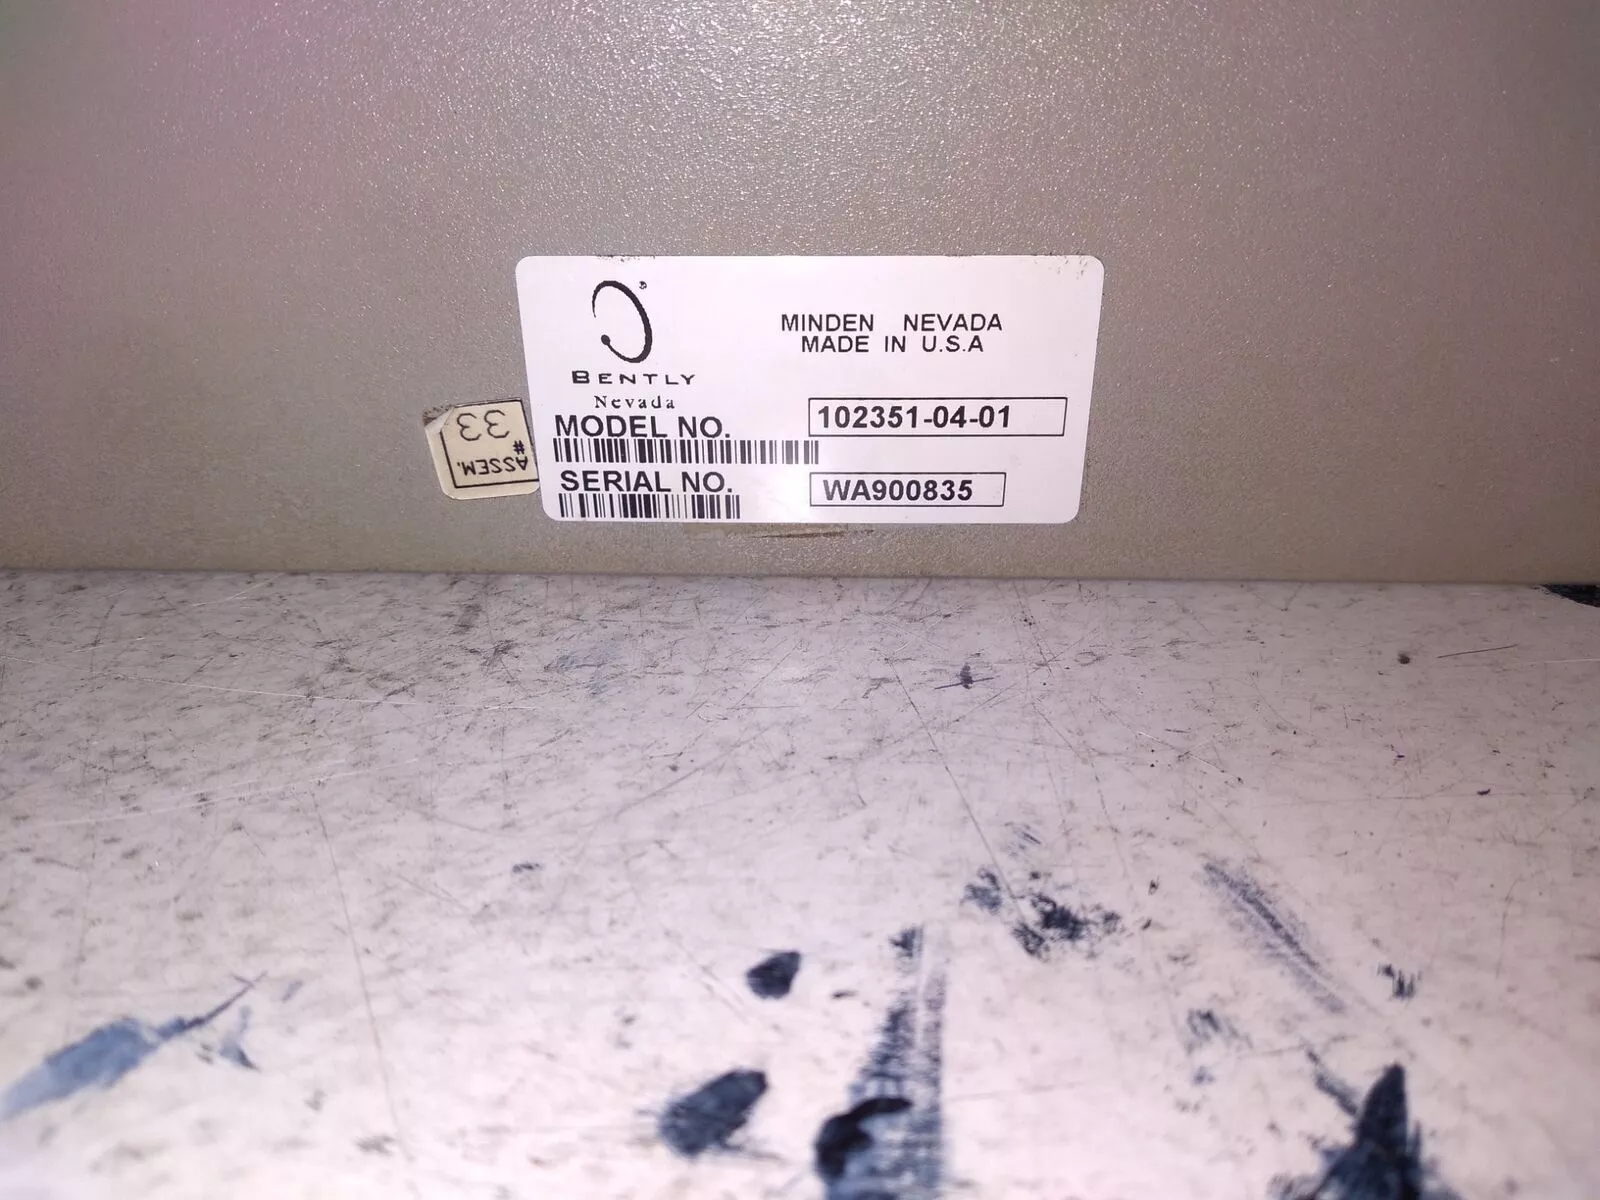 BENTLY
Nevada
MINDEN NEVADA
MADE IN U.S.A
MODEL NO. 102351-04-01
SERIAL NO. WA900835
ASSEM.
# 33